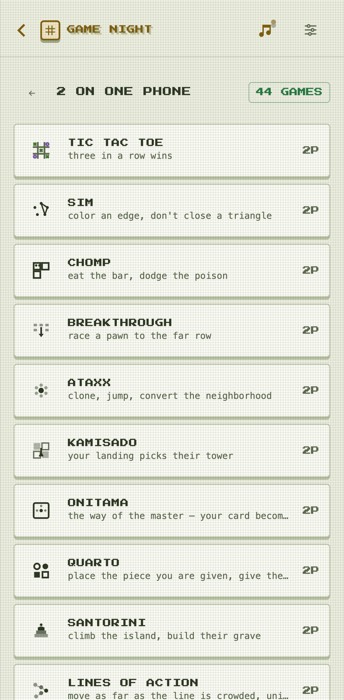 GAME NIGHT
← 2 ON ONE PHONE
44 GAMES
TIC TAC TOE
three in a row wins
2P
SIM
color an edge, don't close a triangle
2P
CHOMP
eat the bar, dodge the poison
2P
BREAKTHROUGH
race a pawn to the far row
2P
ATAXX
clone, jump, convert the neighborhood
2P
KAMISADO
your landing picks their tower
2P
ONITAMA
the way of the master — your card becom…
2P
QUARTO
place the piece you are given, give the…
2P
SANTORINI
climb the island, build their grave
2P
LINES OF ACTION
move as far as the line is crowded, uni…
2P